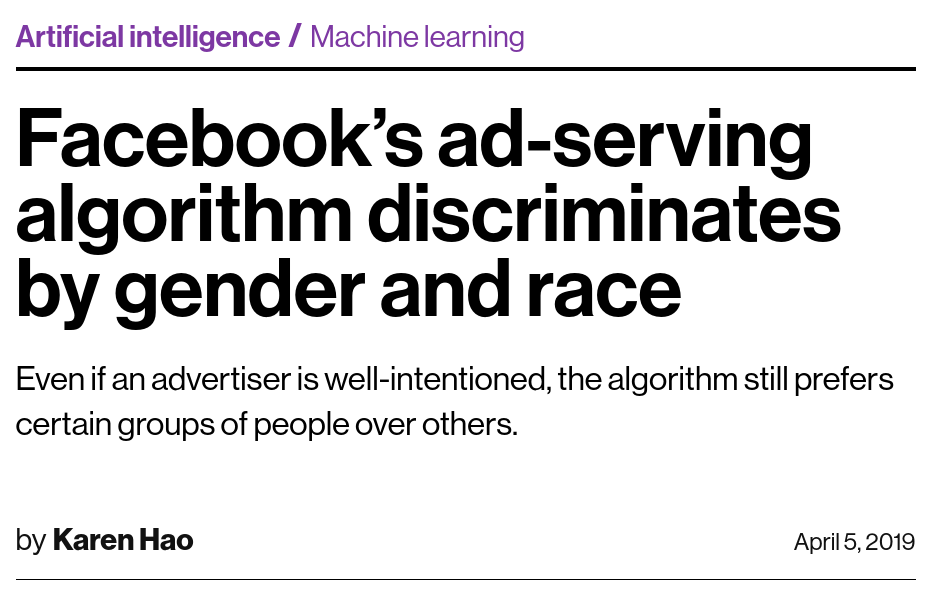 Artificial intelligence / Machine learning
Facebook’s ad-serving
algorithm discriminates
by gender and race
Even if an advertiser is well-intentioned, the algorithm still prefers
certain groups of people over others.
by Karen Hao April 5, 2019